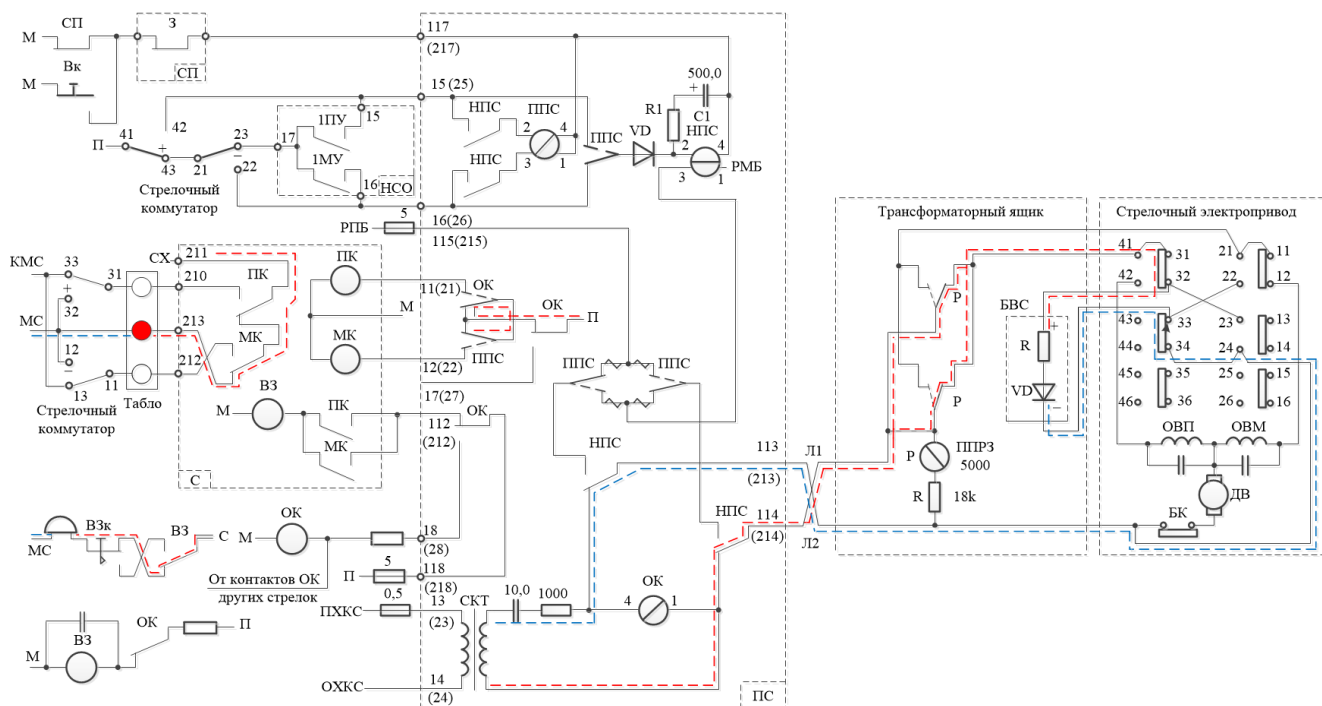 СП
М
З
СП
117
(217)
Вк
М
15 (25)
500,0
+
C1
R1
НПС
ППС
2
4
3
1
НПС
ППС
VD
2
НПС
4
3
1
РМБ
41
42
П
+
43
21
23
−
22
17
1ПУ
15
1МУ
16
НСО
Стрелочный
коммутатор
РПБ
5
16 (26)
115(215)
Трансформаторный ящик
Стрелочный электропривод
КМС
33
31
СХ
211
210
ПК
ПК
11(21)
ОК
ОК
П
+
32
МС
213
М
12
−
МК
212
МК
12(22)
ППС
13
11
Стрелочный
коммутатор
Табло
17(27)
ВЗ
М
ПК
112
(212)
ОК
МК
С
ППС
ППС
НПС
113
(213)
Л1
НПС
114
(214)
Л2
Р
Р
Р
ППРЗ
5000
R
18k
БВС
+
R
VD
−
41
31
21
11
42
32
22
12
43
33
23
13
44
34
24
14
45
35
25
15
46
36
26
16
ОВП
ОВМ
ДВ
БК
ВЗк
ВЗ
МС
С
М
ОК
18
(28)
От контактов ОК
других стрелок
П
5
118
(218)
ПХКС
0,5
13
(23)
СКТ
10,0
1000
4
ОК
1
ВЗ
ОК
П
М
ОХКС
14
(24)
ПС